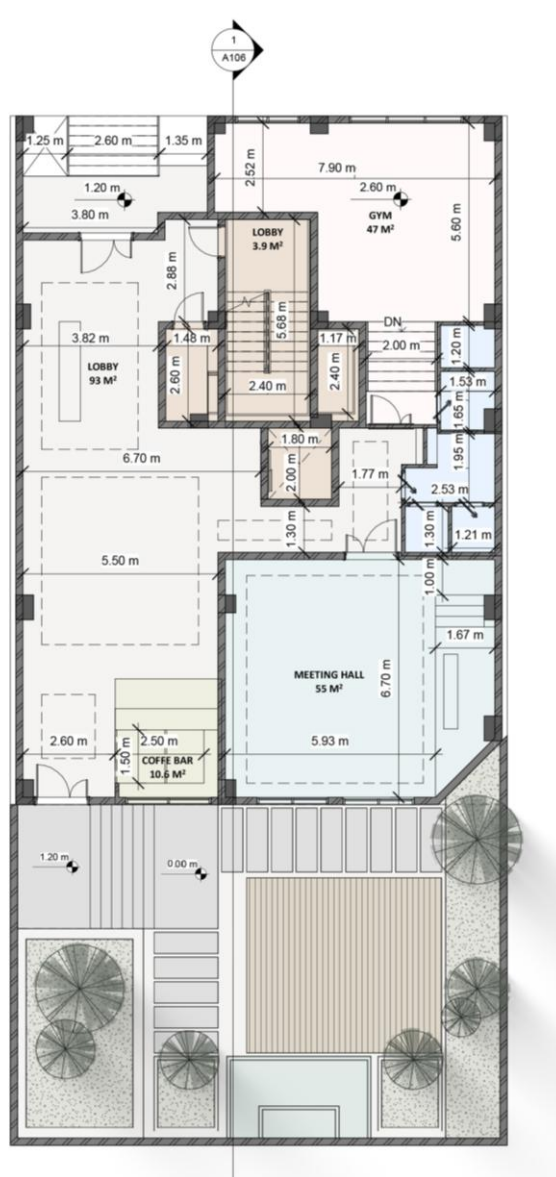 1
A106
1.25 m
2.60 m
1.35 m
2.52 m
7.90 m
1.20 m
2.60 m
3.80 m
GYM
47 M²
5.60 m
LOBBY
3.9 M²
2.88 m
5.68 m
DN
3.82 m
1.48 m
1.17 m
2.00 m
1.20 m
LOBBY
93 M²
2.60 m
2.40 m
2.40 m
1.53 m
1.65 m
1.80 m
1.95 m
6.70 m
2.00 m
1.77 m
2.53 m
1.30 m
1.30 m
1.21 m
5.50 m
1.00 m
1.67 m
MEETING HALL
55 M²
6.70 m
2.60 m
1.50 m
2.50 m
5.93 m
COFFE BAR
10.6 M²
1.20 m
0.00 m